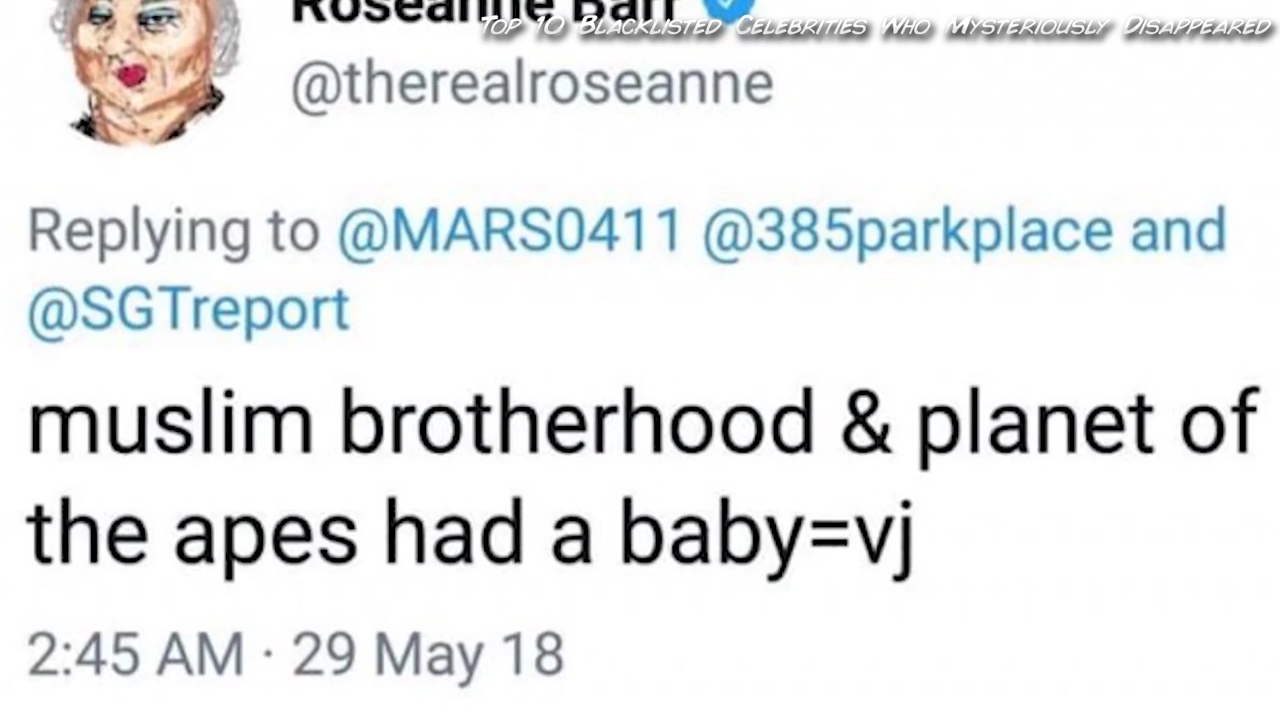 Roseanne Barr
Top 10 Blacklisted Celebrities Who Mysteriously Disappeared
@therealroseanne
Replying to @MARS0411 @385parkplace and
@SGTreport
muslim brotherhood & planet of
the apes had a baby=vj
2:45 AM · 29 May 18